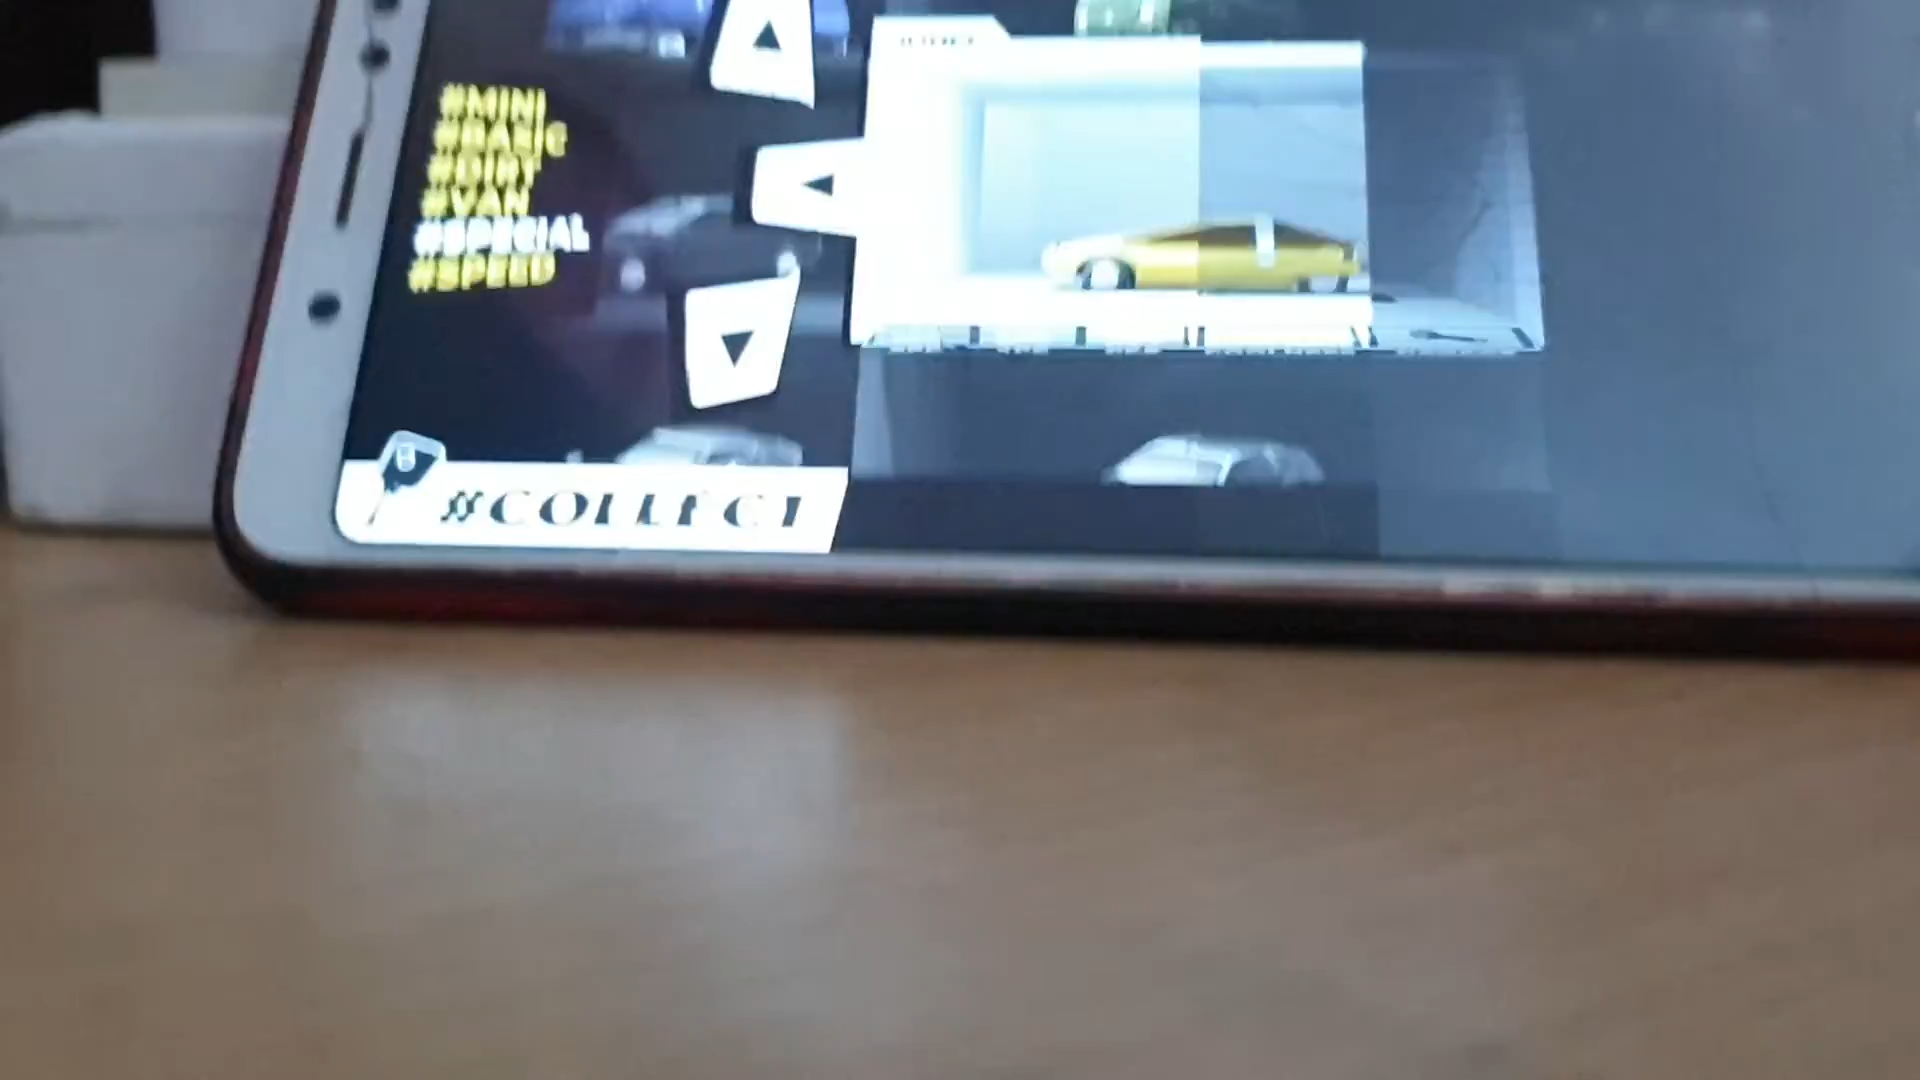 #MINI
#BASIC
#DIRT
#VAN
#SPECIAL
#SPEED
#COLLECT